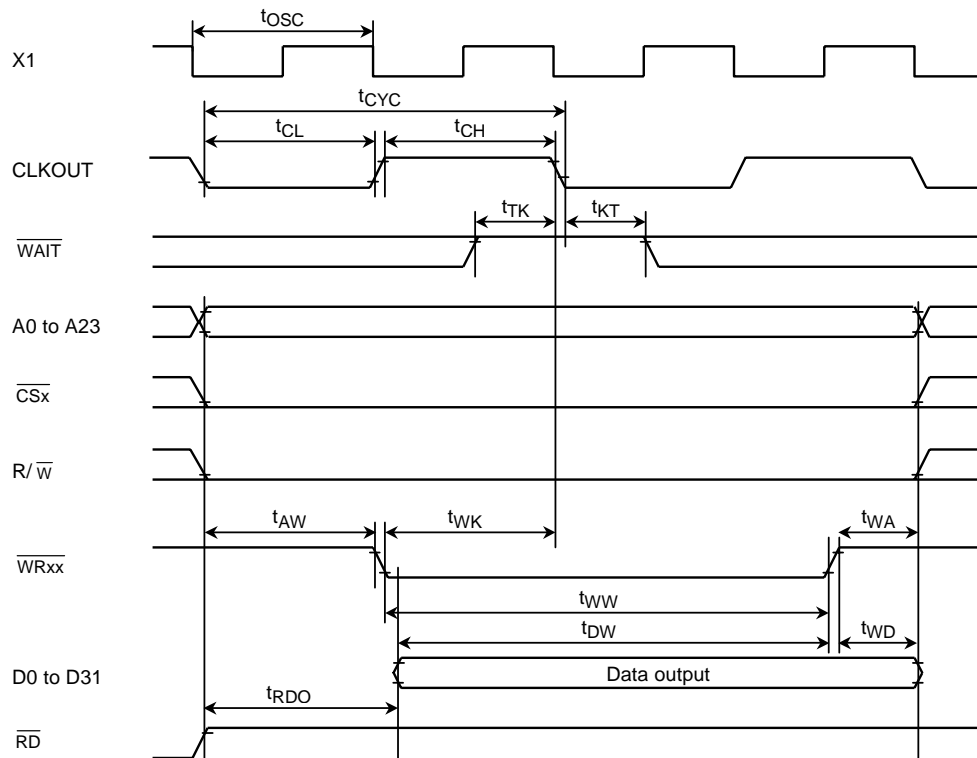 tOSC
X1
tCYC
tCL tCH
CLKOUT
tTK tKT
WAIT
A0 to A23
CSx
R/ W
tAW tWK tWA
WRxx
tWW
tDW tWD
D0 to D31 Data output
tRDO
RD